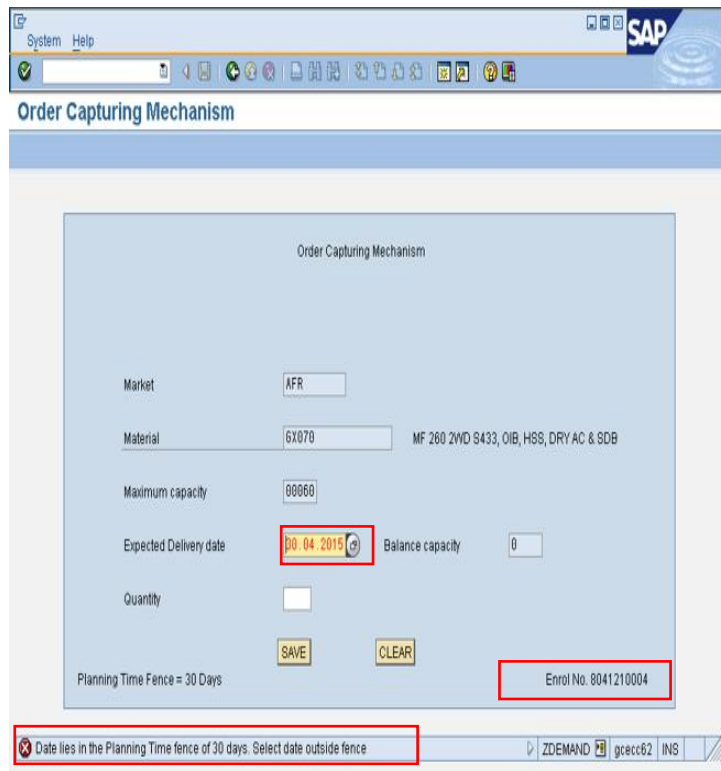 System Help
SAP
Order Capturing Mechanism
Order Capturing Mechanism
Market AFR
Material GX070 MF 260 2WD S433, OIB, HSS, DRY AC & SDB
Maximum capacity 00060
Expected Delivery date 30.04.2015 Balance capacity 0
Quantity
SAVE CLEAR
Planning Time Fence = 30 Days Enrol No. 8041210004
Date lies in the Planning Time fence of 30 days. Select date outside fence ZDEMAND gcecc62 INS